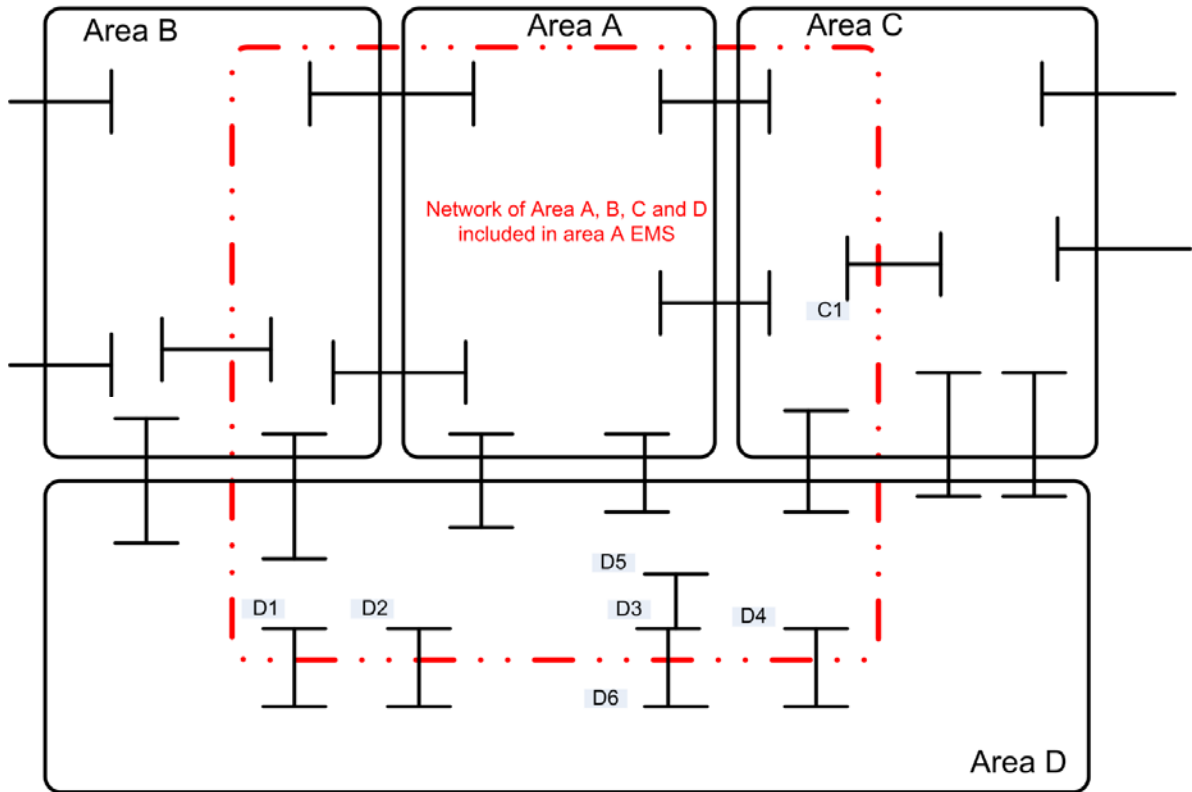 Area B
Area A
Area C
Network of Area A, B, C and D
included in area A EMS
C1
D5
D1
D2
D3
D4
D6
Area D